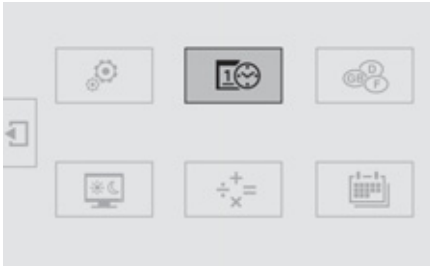 1
D
GB
F
÷ + =
×